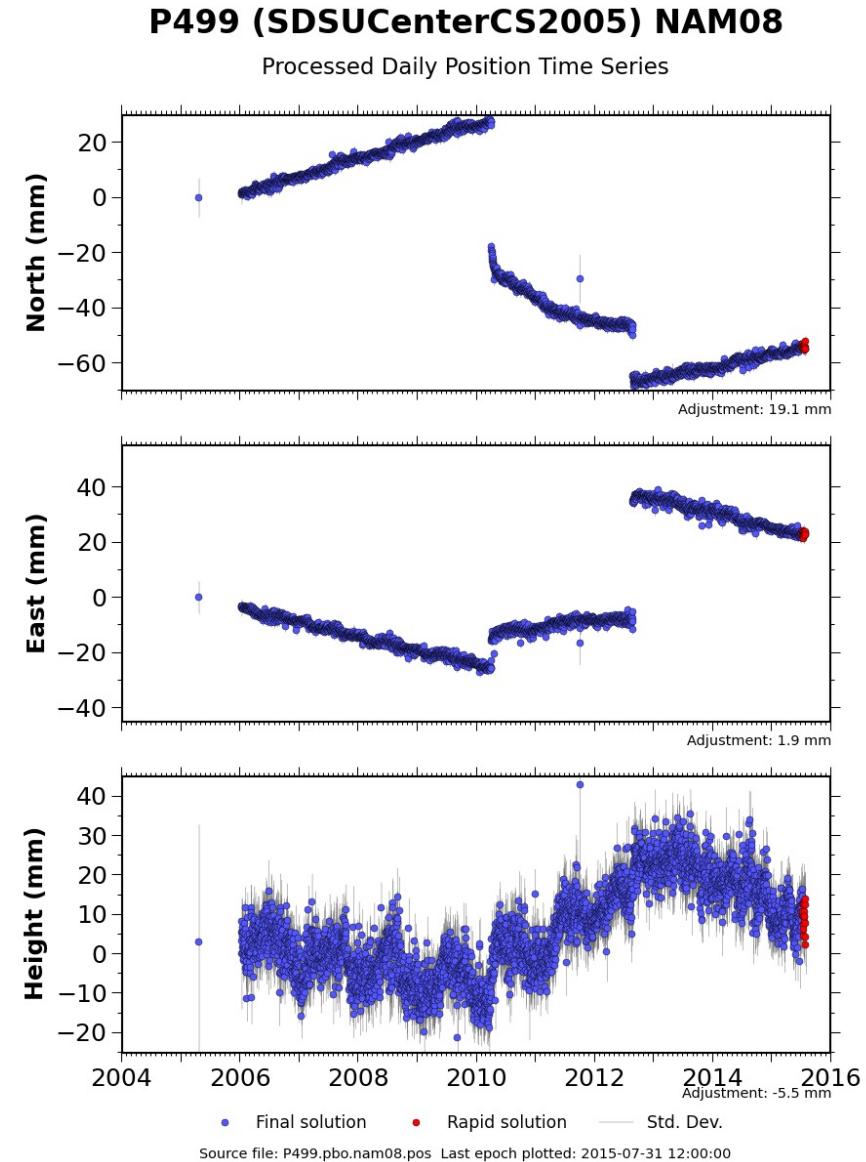 P499 (SDSUCenterCS2005) NAM08
Processed Daily Position Time Series
North (mm)
20
0
−20
−40
−60
Adjustment: 19.1 mm
East (mm)
40
20
0
−20
−40
Adjustment: 1.9 mm
Height (mm)
40
30
20
10
0
−10
−20
2004 2006 2008 2010 2012 2014 2016
Adjustment: -5.5 mm
Final solution Rapid solution Std. Dev.
Source file: P499.pbo.nam08.pos Last epoch plotted: 2015-07-31 12:00:00